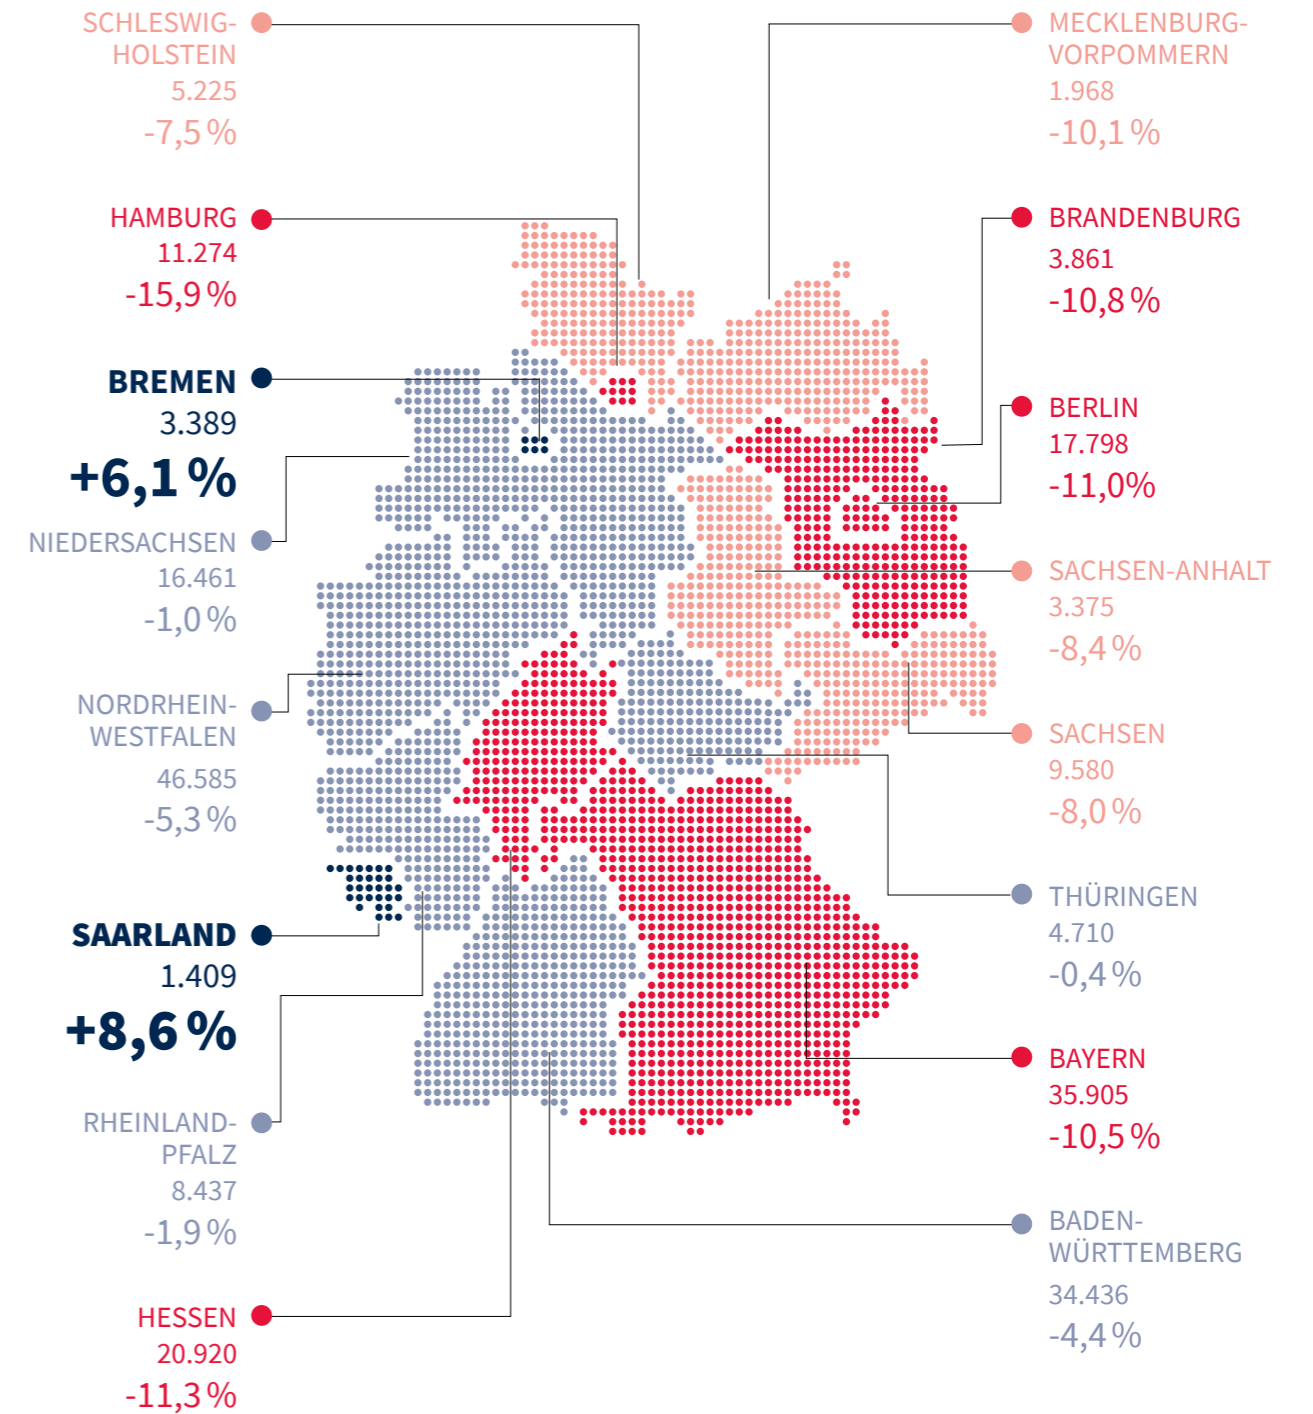 SCHLESWIG-
HOLSTEIN
5.225
-7,5 %
HAMBURG
11.274
-15,9 %
BREMEN
3.389
+6,1 %
NIEDERSACHSEN
16.461
-1,0 %
NORDRHEIN-
WESTFALEN
46.585
-5,3 %
SAARLAND
1.409
+8,6 %
RHEINLAND-
PFALZ
8.437
-1,9 %
HESSEN
20.920
-11,3 %
MECKLENBURG-
VORPOMMERN
1.968
-10,1 %
BRANDENBURG
3.861
-10,8 %
BERLIN
17.798
-11,0%
SACHSEN-ANHALT
3.375
-8,4 %
SACHSEN
9.580
-8,0 %
THÜRINGEN
4.710
-0,4 %
BAYERN
35.905
-10,5 %
BADEN-
WÜRTTEMBERG
34.436
-4,4 %